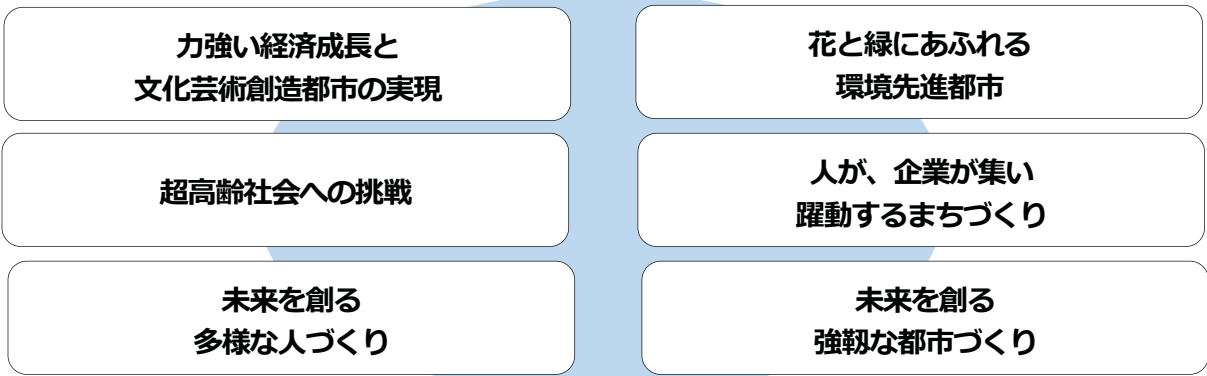 力強い経済成長と
文化芸術創造都市の実現
花と緑にあふれる
環境先進都市
超高齢社会への挑戦
人が、企業が集い
躍動するまちづくり
未来を創る
多様な人づくり
未来を創る
強靱な都市づくり